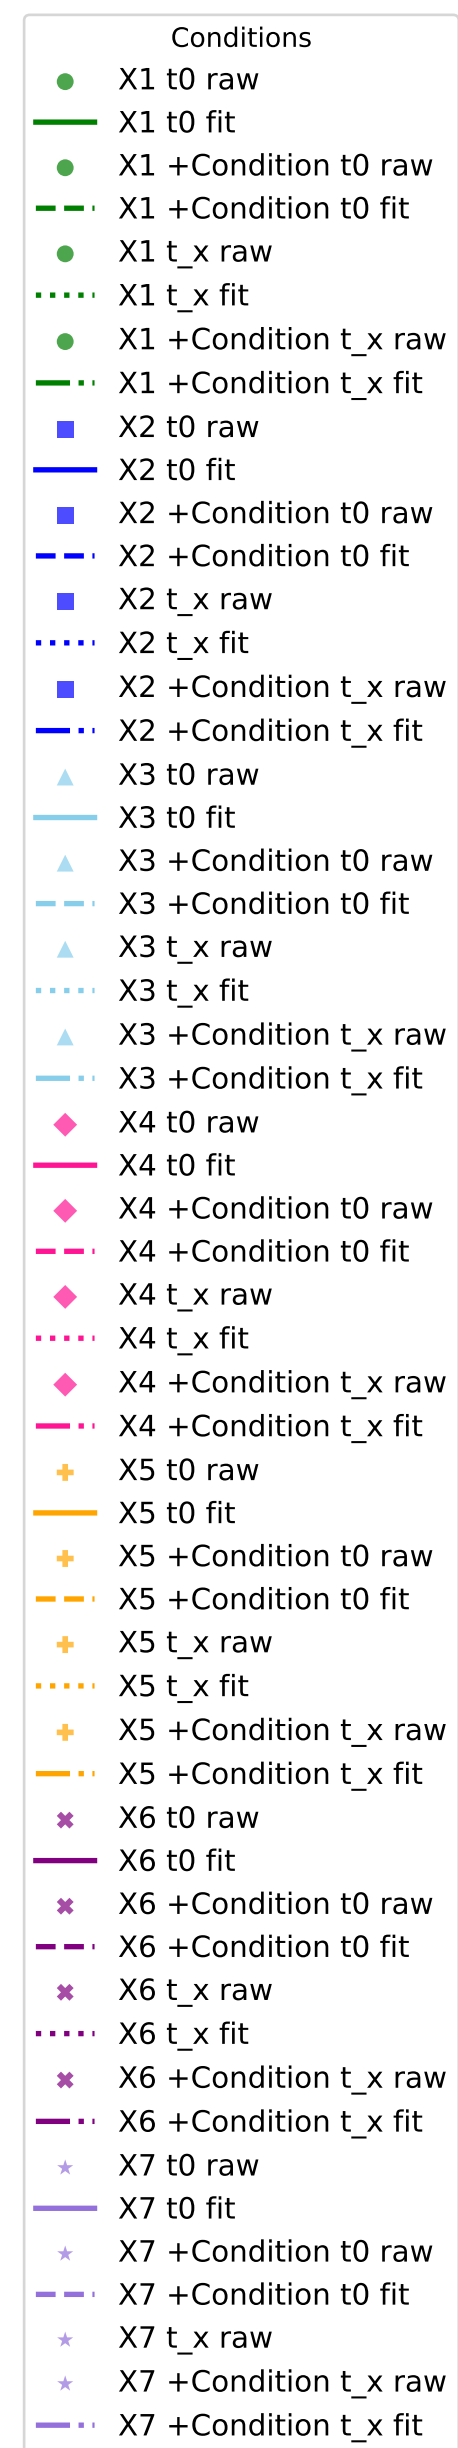 Conditions
X1 t0 raw
X1 t0 fit
X1 +Condition t0 raw
X1 +Condition t0 fit
X1 t_x raw
X1 t_x fit
X1 +Condition t_x raw
X1 +Condition t_x fit
X2 t0 raw
X2 t0 fit
X2 +Condition t0 raw
X2 +Condition t0 fit
X2 t_x raw
X2 t_x fit
X2 +Condition t_x raw
X2 +Condition t_x fit
X3 t0 raw
X3 t0 fit
X3 +Condition t0 raw
X3 +Condition t0 fit
X3 t_x raw
X3 t_x fit
X3 +Condition t_x raw
X3 +Condition t_x fit
X4 t0 raw
X4 t0 fit
X4 +Condition t0 raw
X4 +Condition t0 fit
X4 t_x raw
X4 t_x fit
X4 +Condition t_x raw
X4 +Condition t_x fit
X5 t0 raw
X5 t0 fit
X5 +Condition t0 raw
X5 +Condition t0 fit
X5 t_x raw
X5 t_x fit
X5 +Condition t_x raw
X5 +Condition t_x fit
X6 t0 raw
X6 t0 fit
X6 +Condition t0 raw
X6 +Condition t0 fit
X6 t_x raw
X6 t_x fit
X6 +Condition t_x raw
X6 +Condition t_x fit
X7 t0 raw
X7 t0 fit
X7 +Condition t0 raw
X7 +Condition t0 fit
X7 t_x raw
X7 +Condition t_x raw
X7 +Condition t_x fit